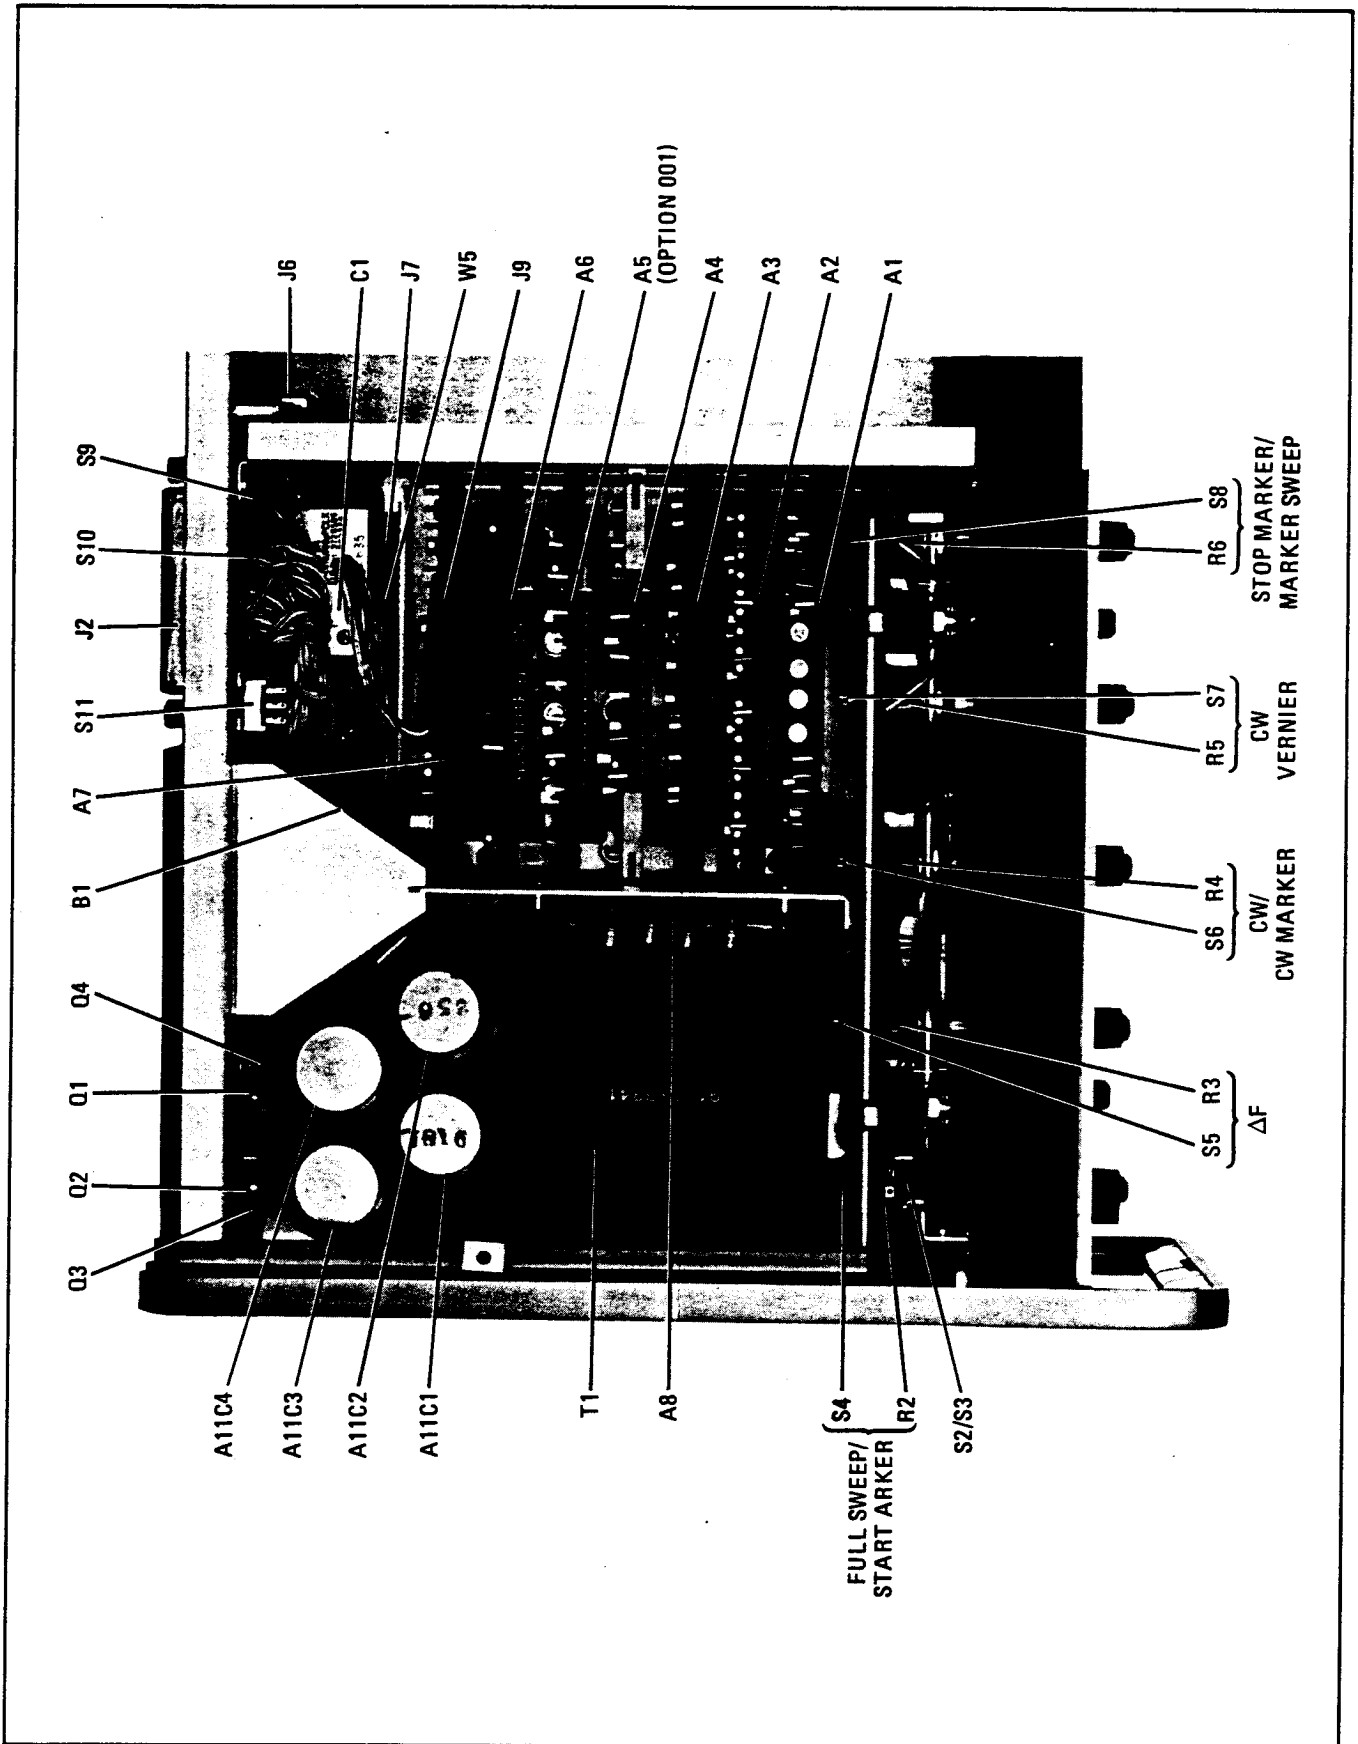 Q3
Q2
Q1
Q4
B1
A7
S11
J2
S10
S9
J6
C1
J7
W5
J9
A6
A5
(OPTION 001)
A4
A3
A2
A1
A11C4
A11C3
A11C2
A11C1
T1
A8
S4
R2
FULL SWEEP/
START ARKER
S2/S3
S5 R3
ΔF
S6 R4
CW/
CW MARKER
R5 S7
CW
VERNIER
R6 S8
STOP MARKER/
MARKER SWEEP